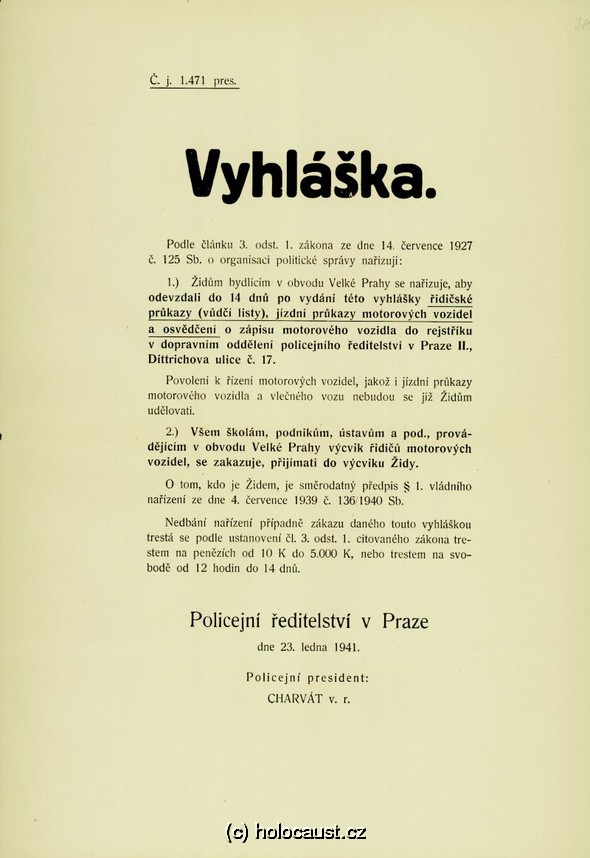 Č. j. 1.471 pres.
Vyhláška.
Podle článku 3. odst. 1. zákona ze dne 14. července 1927
č. 125 Sb. o organisaci politické správy nařizuji:
1.) Židům bydlícím v obvodu Velké Prahy se nařizuje, aby
odevzdali do 14 dnů po vydání této vyhlášky řidičské
průkazy (vůdčí listy), jízdní průkazy motorových vozidel
a osvědčení o zápisu motorového vozidla do rejstříku
v dopravním oddělení policejního ředitelství v Praze II.,
Dittrichova ulice č. 17.
Povolení k řízení motorových vozidel, jakož i jízdní průkazy
motorového vozidla a vlečného vozu nebudou se již Židům
udělovati.
2.) Všem školám, podnikům, ústavům a pod., prová-
dějícím v obvodu Velké Prahy výcvik řidičů motorových
vozidel, se zakazuje, přijímati do výcviku Židy.
O tom, kdo je Židem, je směrodatný předpis § 1. vládního
nařízení ze dne 4. července 1939 č. 136/1940 Sb.
Nedbání nařízení případně zákazu daného touto vyhláškou
trestá se podle ustanovení čl. 3. odst. 1. citovaného zákona tre-
stem na penězích od 10 K do 5.000 K, nebo trestem na svo-
bodě od 12 hodin do 14 dnů.
Policejní ředitelství v Praze
dne 23. ledna 1941.
Policejní president:
CHARVÁT v. r.
(c) holocaust.cz